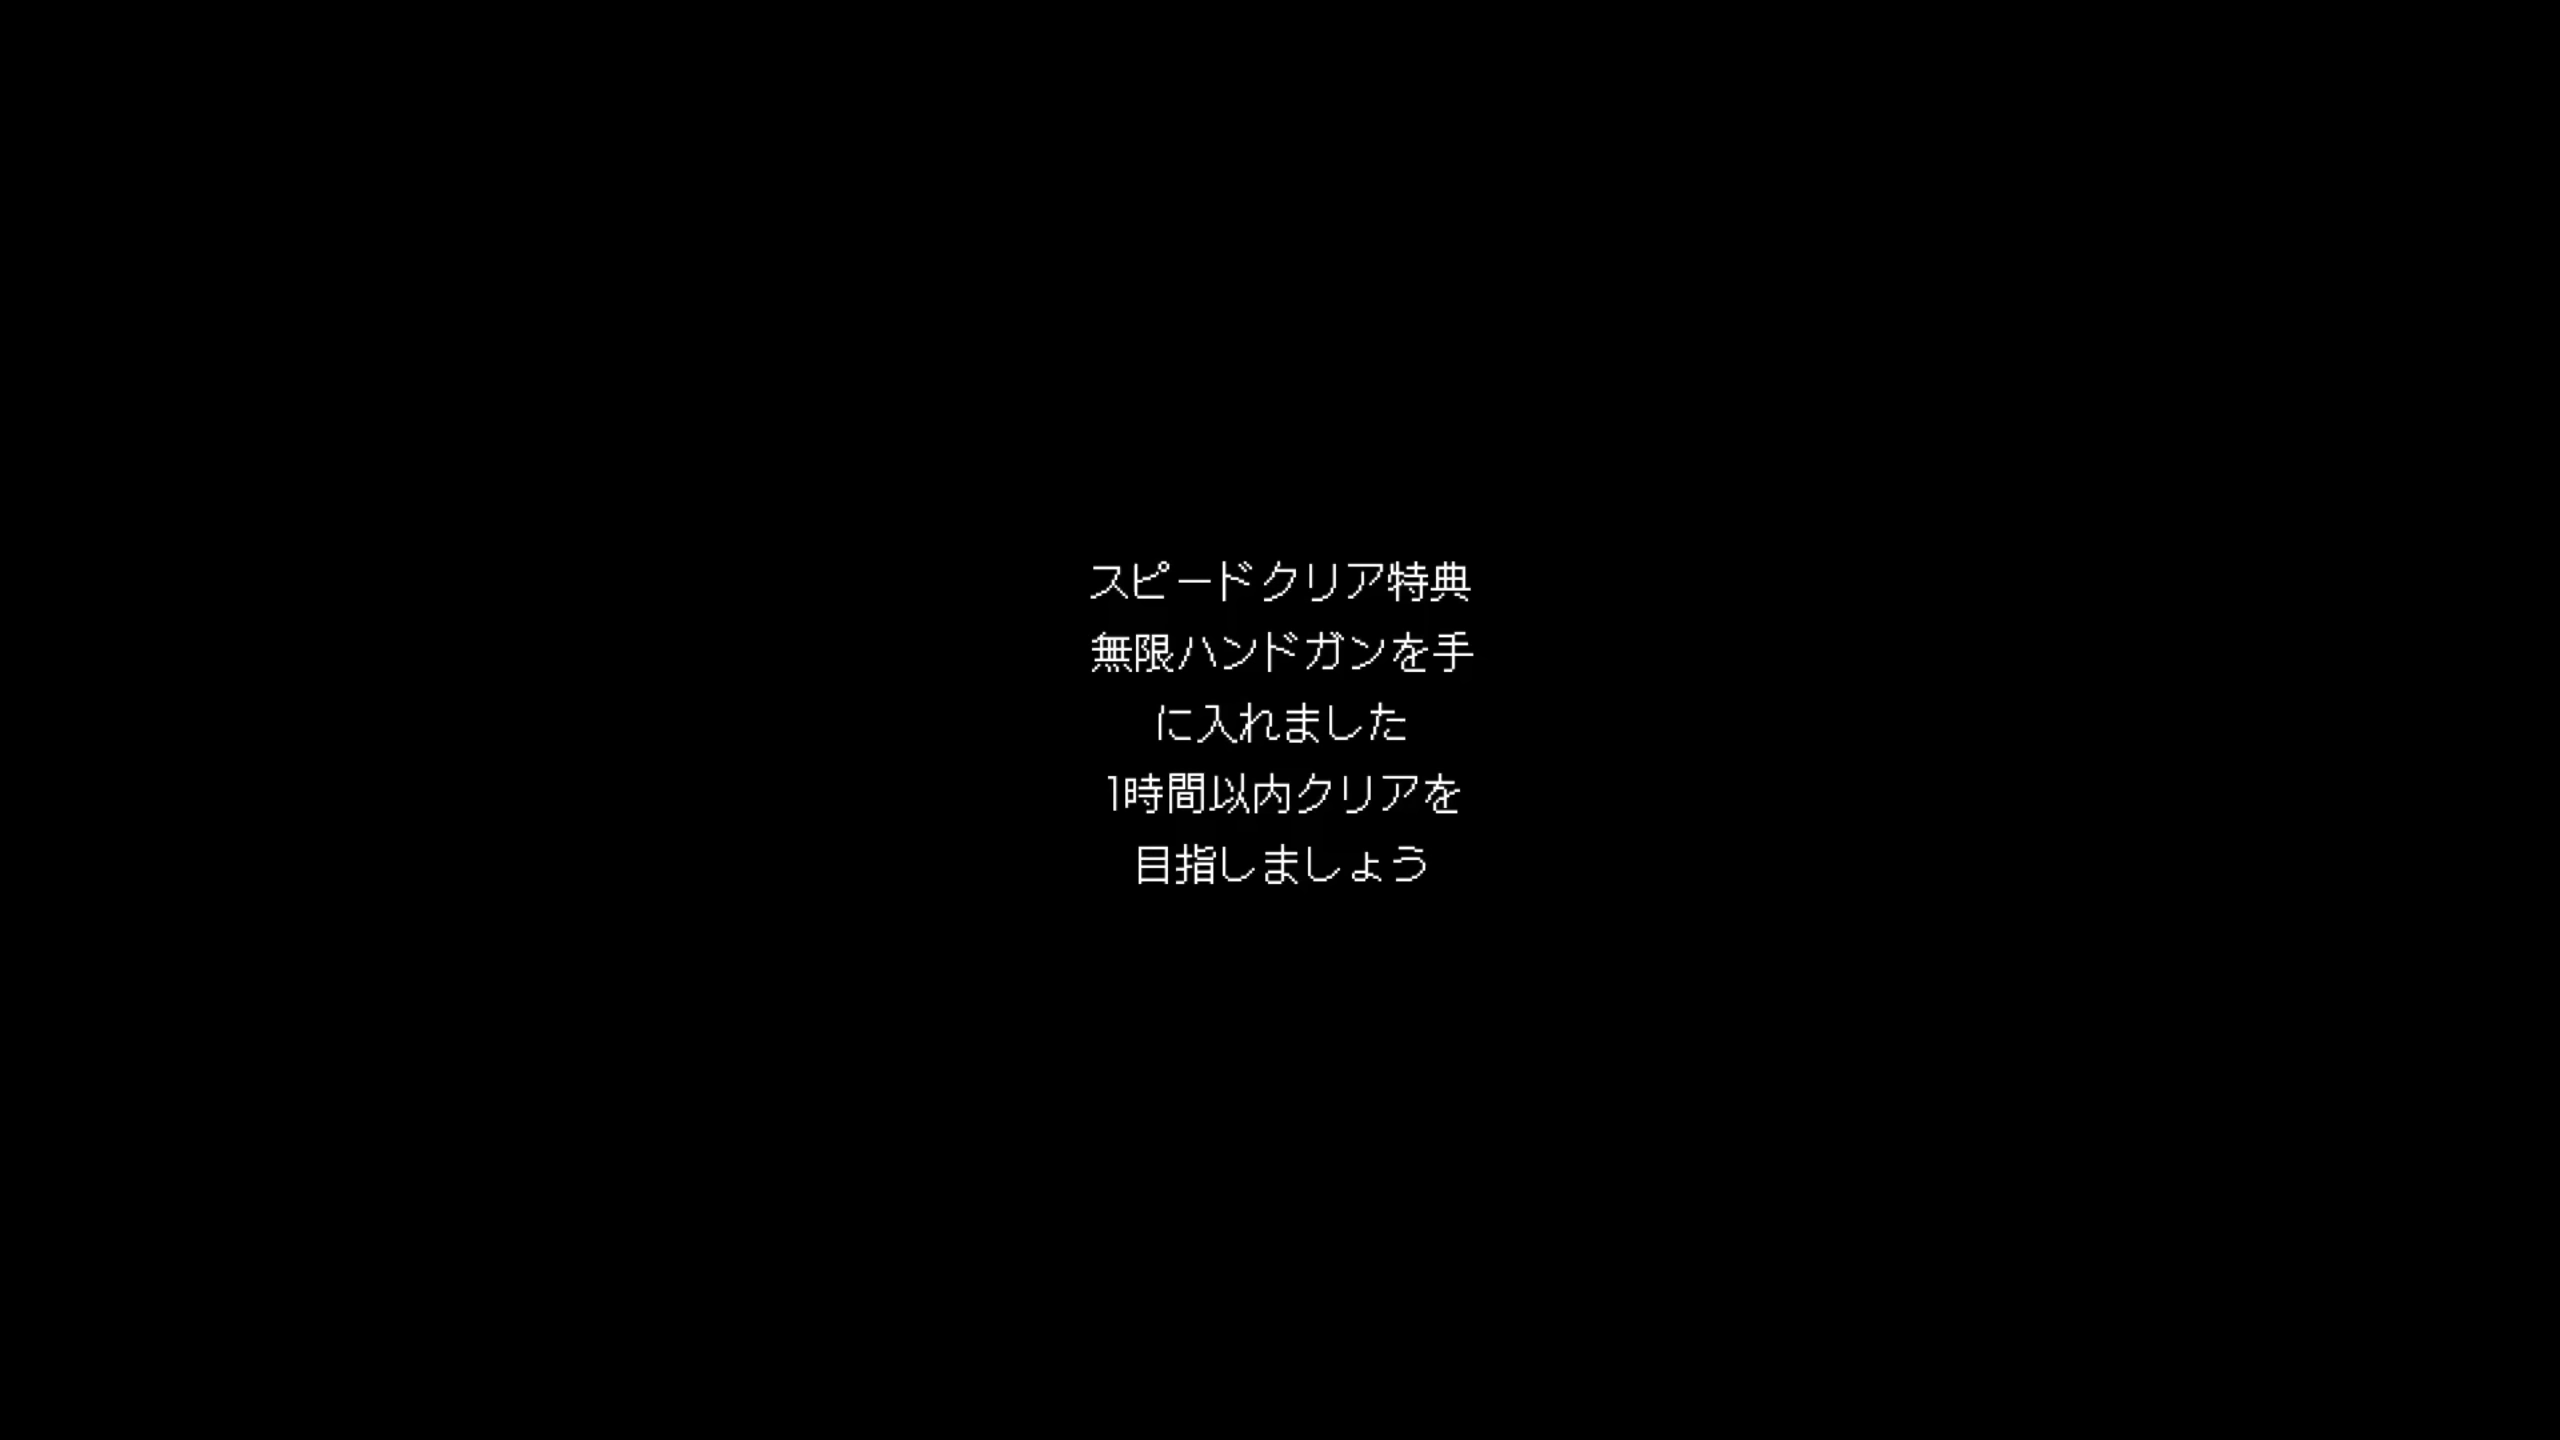 スピードクリア特典
無限ハンドガンを手
に入れました
1時間以内クリアを
目指しましょう